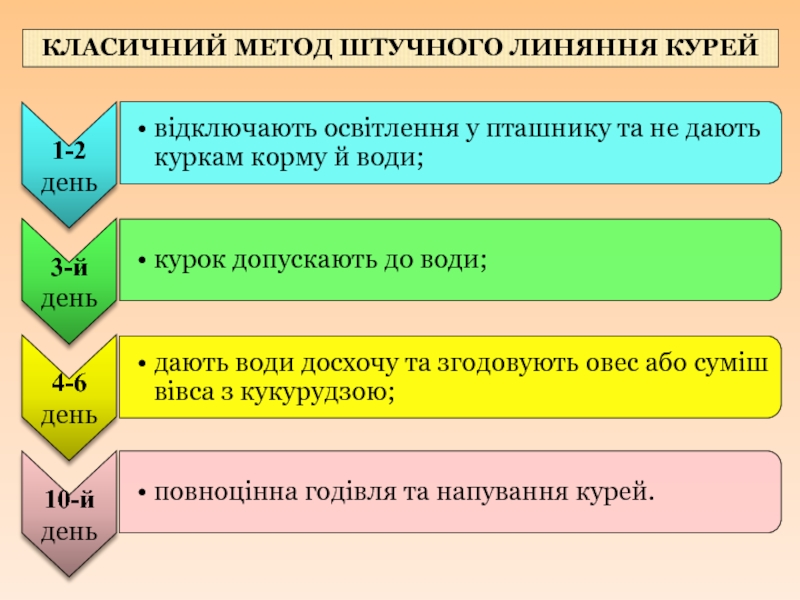 КЛАСИЧНИЙ МЕТОД ШТУЧНОГО ЛИНЯННЯ КУРЕЙ
1-2
день
• відключають освітлення у пташнику та не дають
куркам корму й води;
3-й
день
• курок допускають до води;
4-6
день
• дають води досхочу та згодовують овес або суміш
вівса з кукурудзою;
10-й
день
• повноцінна годівля та напування курей.